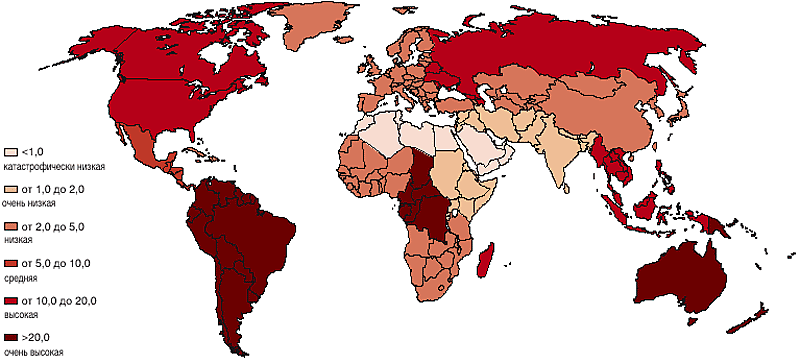 <1,0
катастрофически низкая
от 1,0 до 2,0
очень низкая
от 2,0 до 5,0
низкая
от 5,0 до 10,0
средняя
от 10,0 до 20,0
высокая
>20,0
очень высокая